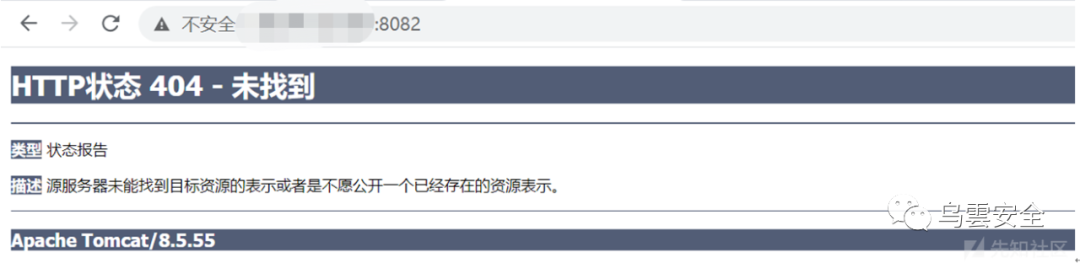 不安全 :8082
HTTP状态 404 - 未找到
类型 状态报告
描述 源服务器未能找到目标资源的表示或者是不愿公开一个已经存在的资源表示。
乌雲安全
Apache Tomcat/8.5.55
先知社区